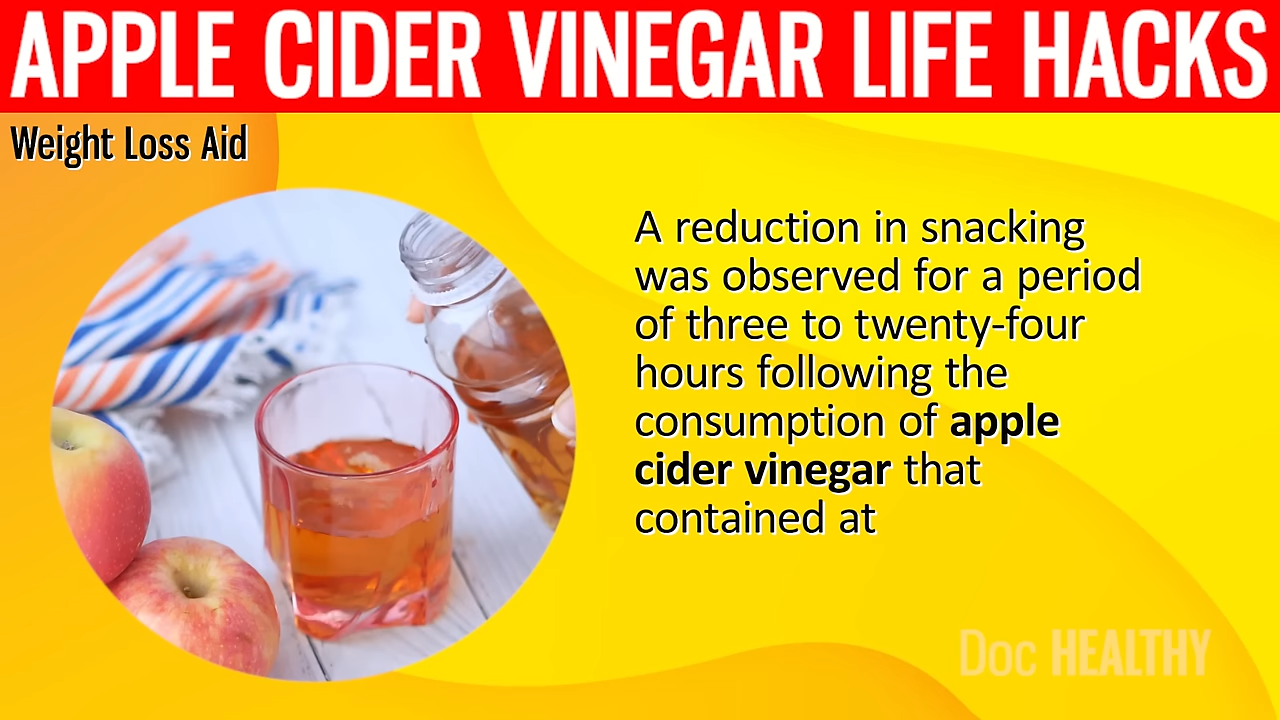 APPLE CIDER VINEGAR LIFE HACKS
Weight Loss Aid
A reduction in snacking
was observed for a period
of three to twenty-four
hours following the
consumption of apple
cider vinegar that
contained at
Doc HEALTHY